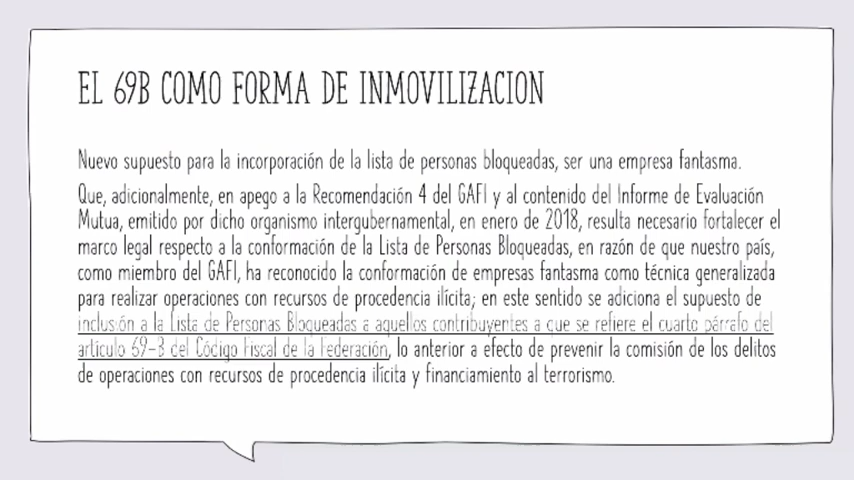 EL 69B COMO FORMA DE INMOVILIZACION
Nuevo supuesto para la incorporación de la lista de personas bloqueadas, ser una empresa fantasma.
Que, adicionalmente, en apego a la Recomendación 4 del GAFI y al contenido del Informe de Evaluación
Mutua, emitido por dicho organismo intergubernamental, en enero de 2018, resulta necesario fortalecer el
marco legal respecto a la conformación de la Lista de Personas Bloqueadas, en razón de que nuestro país,
como miembro del GAFI, ha reconocido la conformación de empresas fantasma como técnica generalizada
para realizar operaciones con recursos de procedencia ilícita; en este sentido se adiciona el supuesto de
inclusión a la Lista de Personas Bloqueadas a aquellos contribuyentes a que se refiere el cuarto párrafo del
artículo 69-B del Código Fiscal de la Federación, lo anterior a efecto de prevenir la comisión de los delitos
de operaciones con recursos de procedencia ilícita y financiamiento al terrorismo.